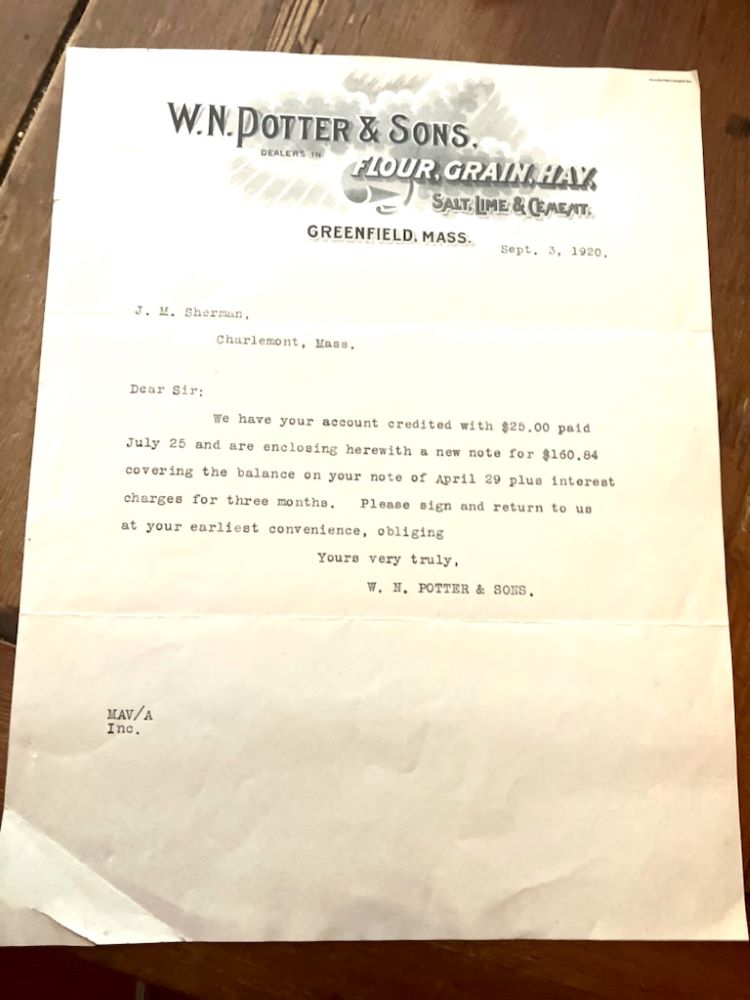 W.N. POTTER & SONS.
DEALERS IN
FLOUR, GRAIN, HAY,
SALT, LIME & CEMENT.
GREENFIELD, MASS.
Sept. 3, 1920.
J. M. Sherman,
Charlemont, Mass.
Dear Sir:
We have your account credited with $25.00 paid
July 25 and are enclosing herewith a new note for $160.84
covering the balance on your note of April 29 plus interest
charges for three months. Please sign and return to us
at your earliest convenience, obliging
Yours very truly,
W. N. POTTER & SONS.
MAV/A
Inc.